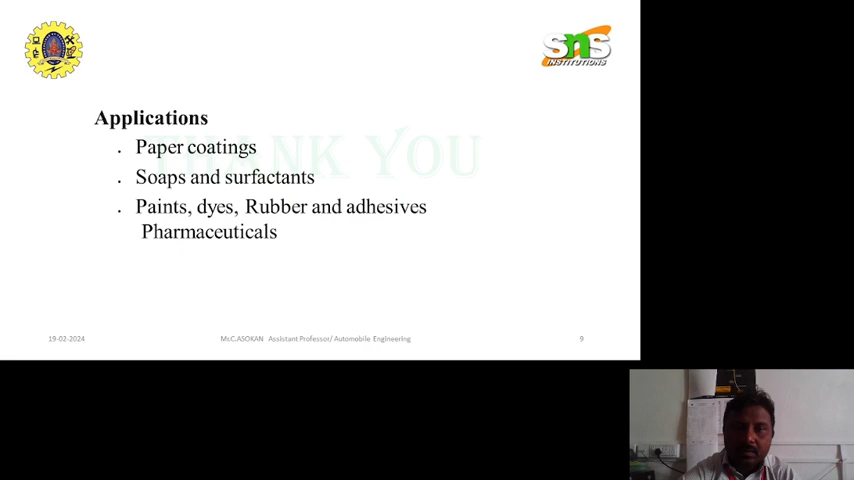 SNS
INSTITUTIONS
Applications
THANK YOU
• Paper coatings
• Soaps and surfactants
• Paints, dyes, Rubber and adhesives
Pharmaceuticals
19-02-2024
Mr.C.ASOKAN Assistant Professor/ Automobile Engineering
9